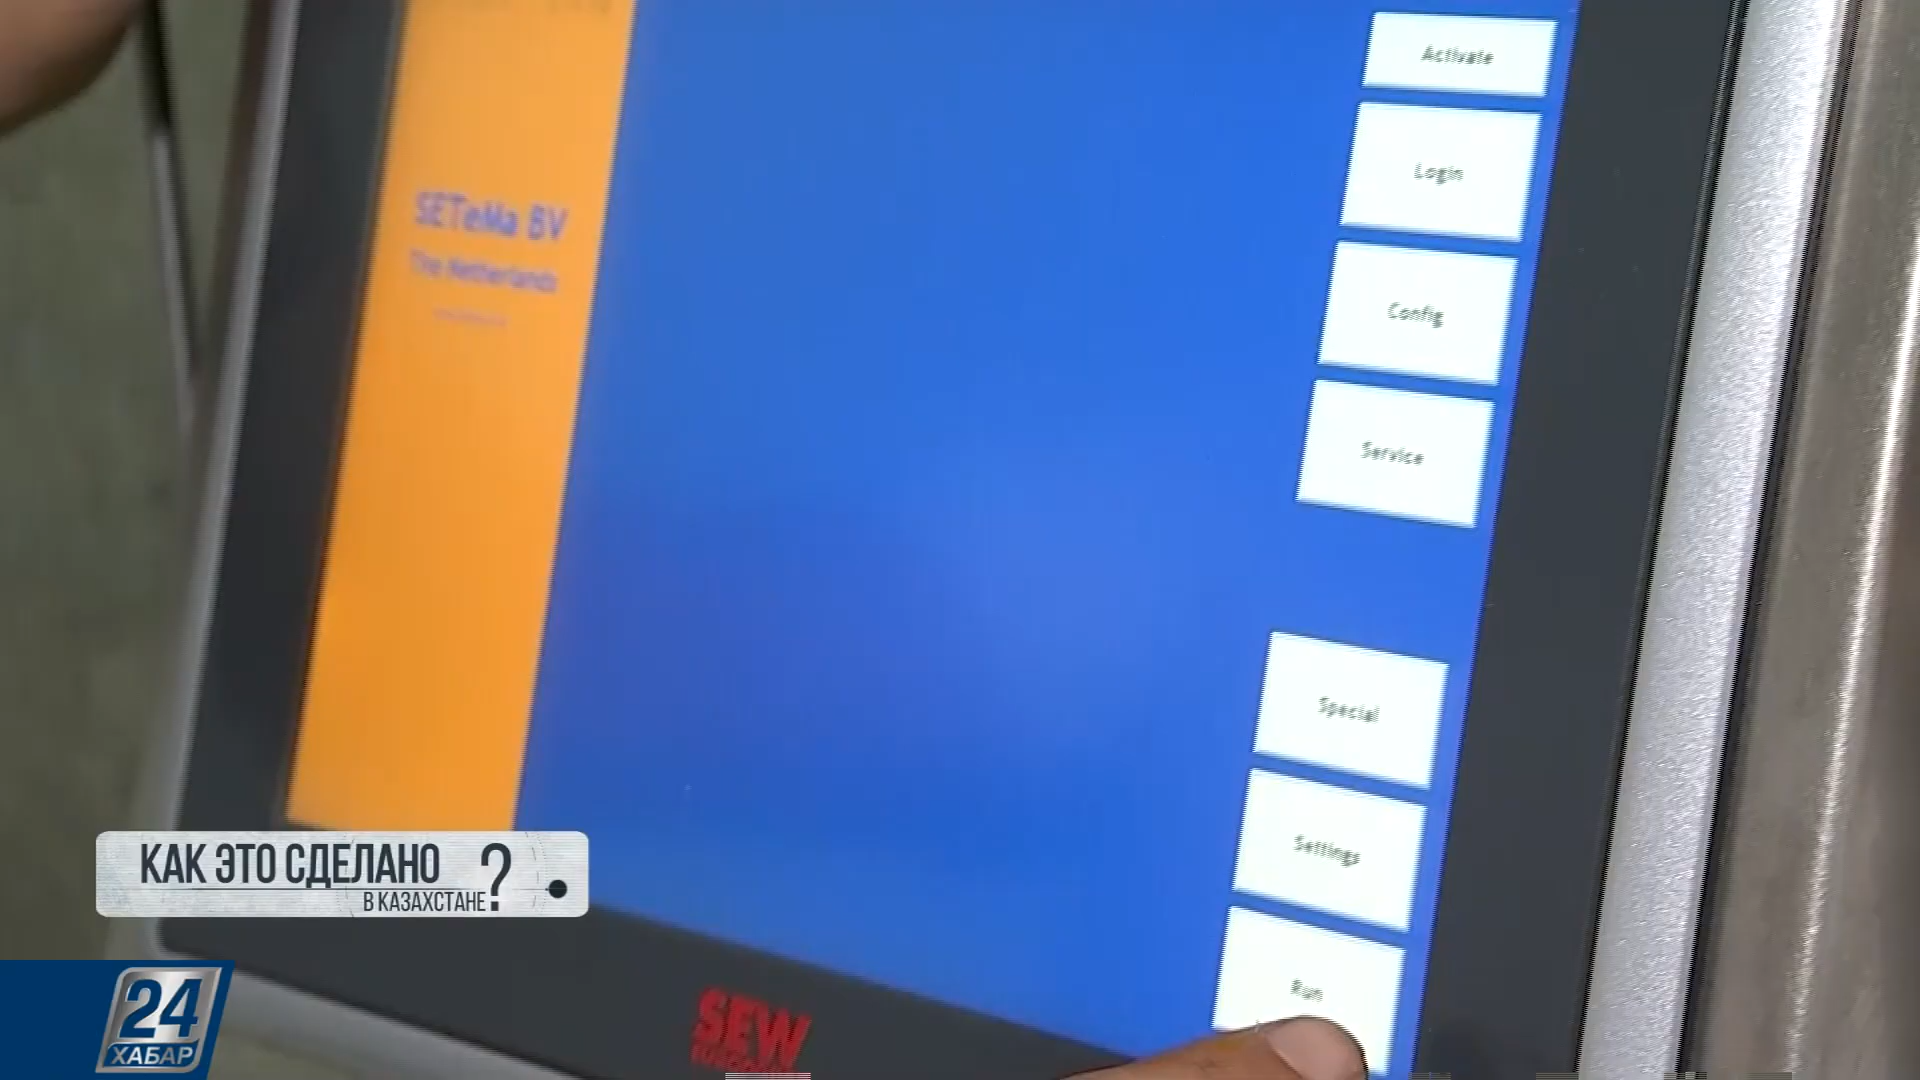 Activate
Login
SETeMa BV
The Netherlands
Config
Service
Special
Settings
Run
КАК ЭТО СДЕЛАНО
В КАЗАХСТАНЕ?
24
ХАБАР
SEW